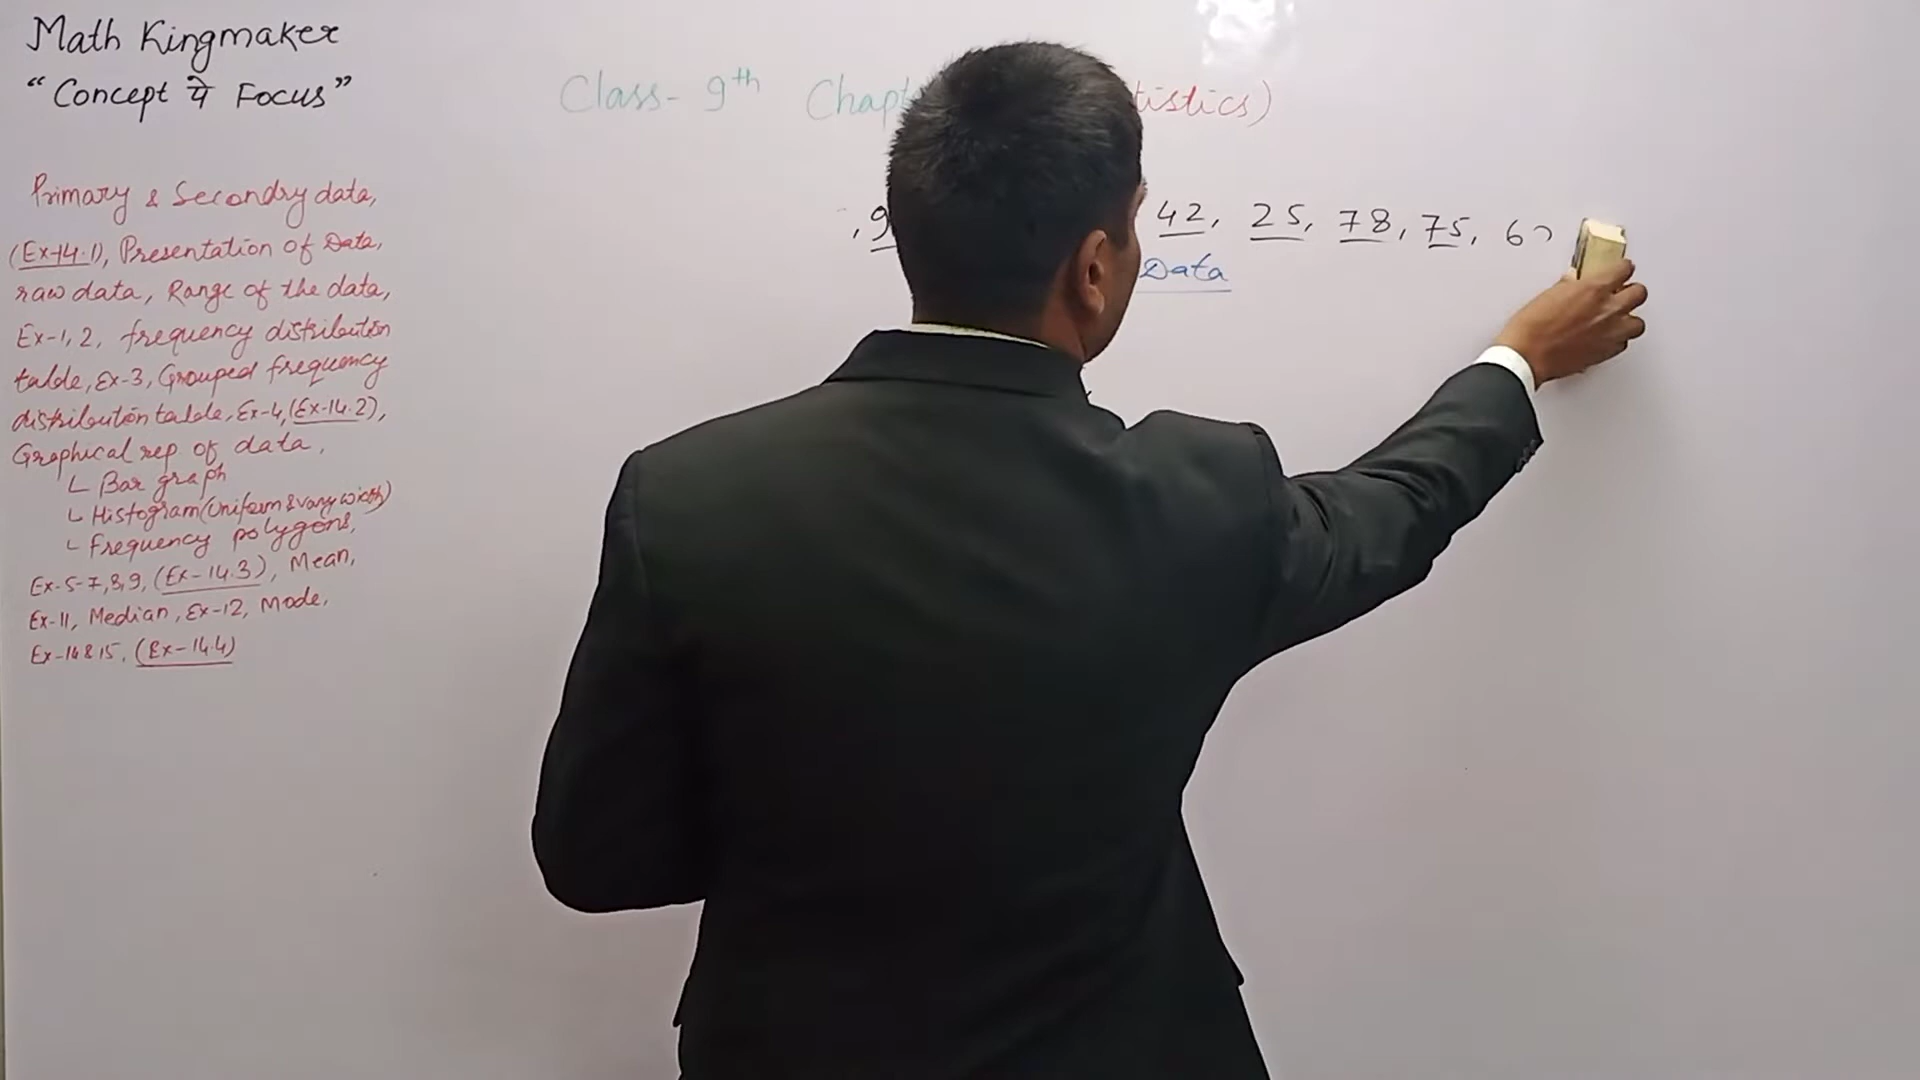 Math Kingmaker
"Concept पे Focus"
Class- 9th
tistics)
Primary & Secondry data,
(Ex-14.1), Presentation of Data,
raw data, Range of the data,
Ex-1,2, frequency distribution
table, Ex-3, Grouped frequency
distribution table, Ex-4, (Ex-14.2),
Graphical rep of data,
Bar graph
Histogram (Uniform & vary width)
Frequency polygons,
Ex-5-7,8,9, (Ex-14.3), Mean,
Ex-11, Median, Ex-12, Mode,
Ex-14&15, (Ex-14.4)
42, 25, 78, 75,
Data